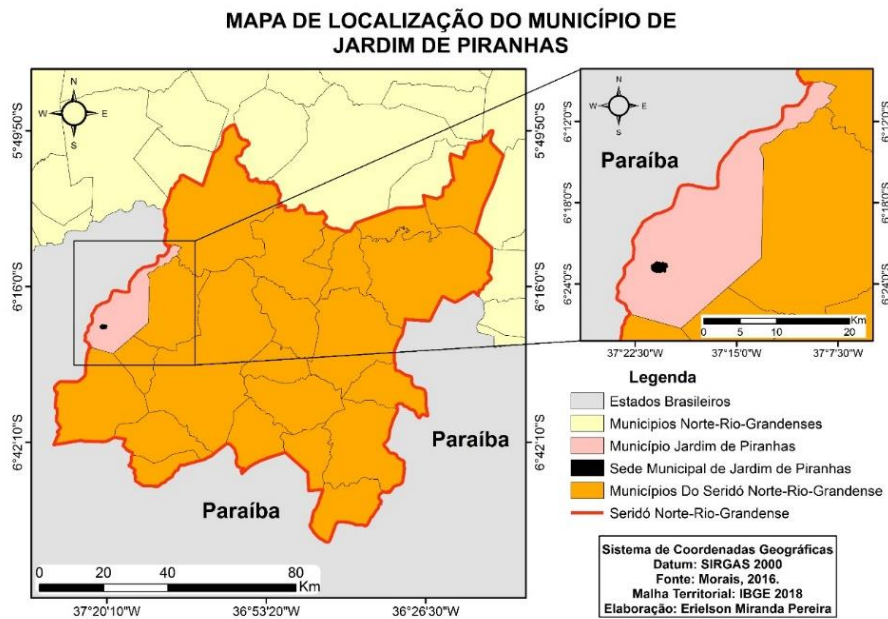 MAPA DE LOCALIZAÇÃO DO MUNICÍPIO DE
JARDIM DE PIRANHAS
N
W E
S
5°49'50"S
6°16'0"S
6°42'10"S
5°49'50"S
6°16'0"S
6°42'10"S
Paraíba
Paraíba
0 20 40 80
Km
37°20'10"W 36°53'20"W 36°26'30"W
N
W E
S
Paraíba
6°12'0"S
6°18'0"S
6°24'0"S
6°12'0"S
6°18'0"S
6°24'0"S
Km
0 5 10 20
37°22'30"W 37°15'0"W 37°7'30"W
Legenda
Estados Brasileiros
Municipios Norte-Rio-Grandenses
Município Jardim de Piranhas
Sede Municipal de Jardim de Piranhas
Municípios Do Seridó Norte-Rio-Grandense
Seridó Norte-Rio-Grandense
Sistema de Coordenadas Geográficas
Datum: SIRGAS 2000
Fonte: Morais, 2016.
Malha Territorial: IBGE 2018
Elaboração: Erielson Miranda Pereira